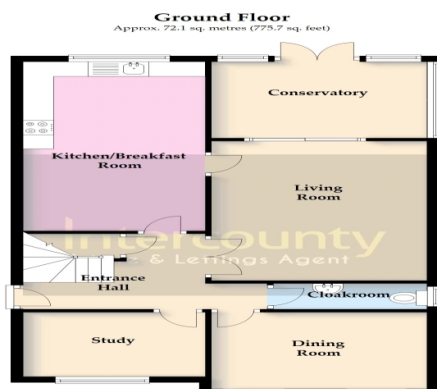 Ground Floor
Approx. 72.1 sq. metres (775.7 sq. feet)
Conservatory
Kitchen/Breakfast
Room
Living
Room
Intercounty
& Lettings Agent
Entrance
Hall
Cloakroom
Study
Dining
Room